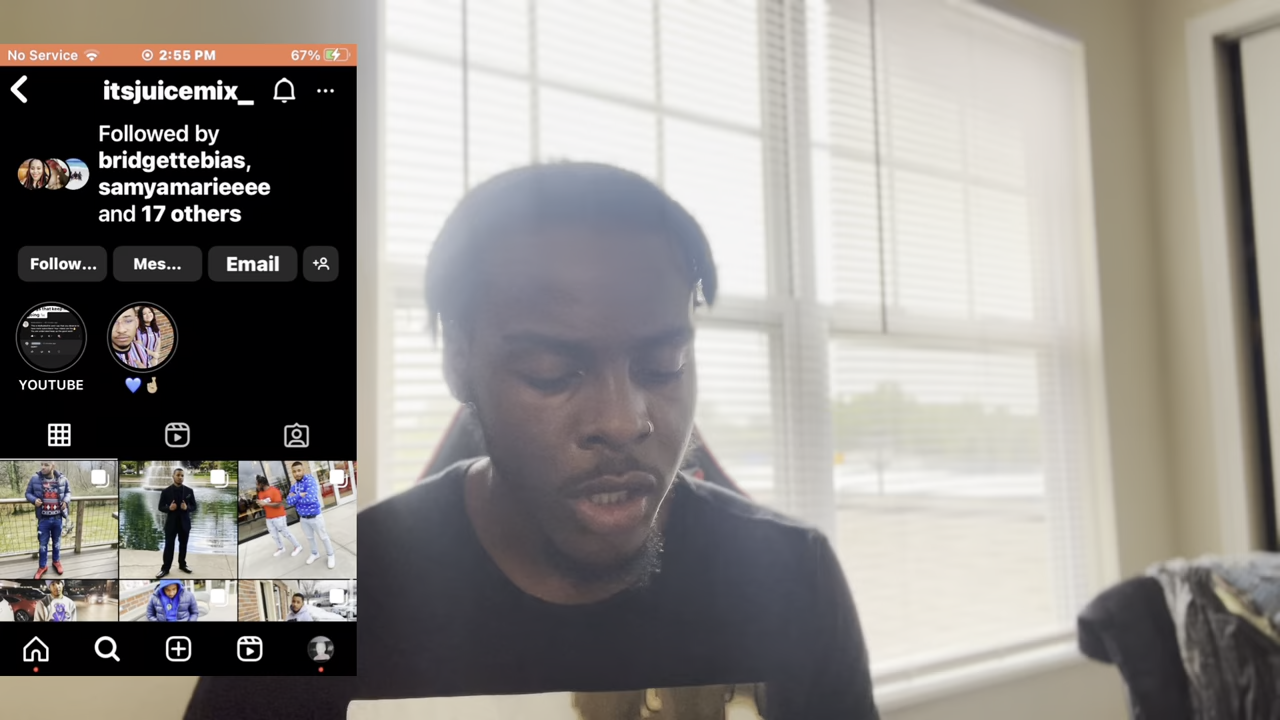 No Service 2:55 PM 67%
itsjuicemix_
Followed by
bridgettebias,
samyamarieeee
and 17 others
Follow... Mes... Email
YOUTUBE